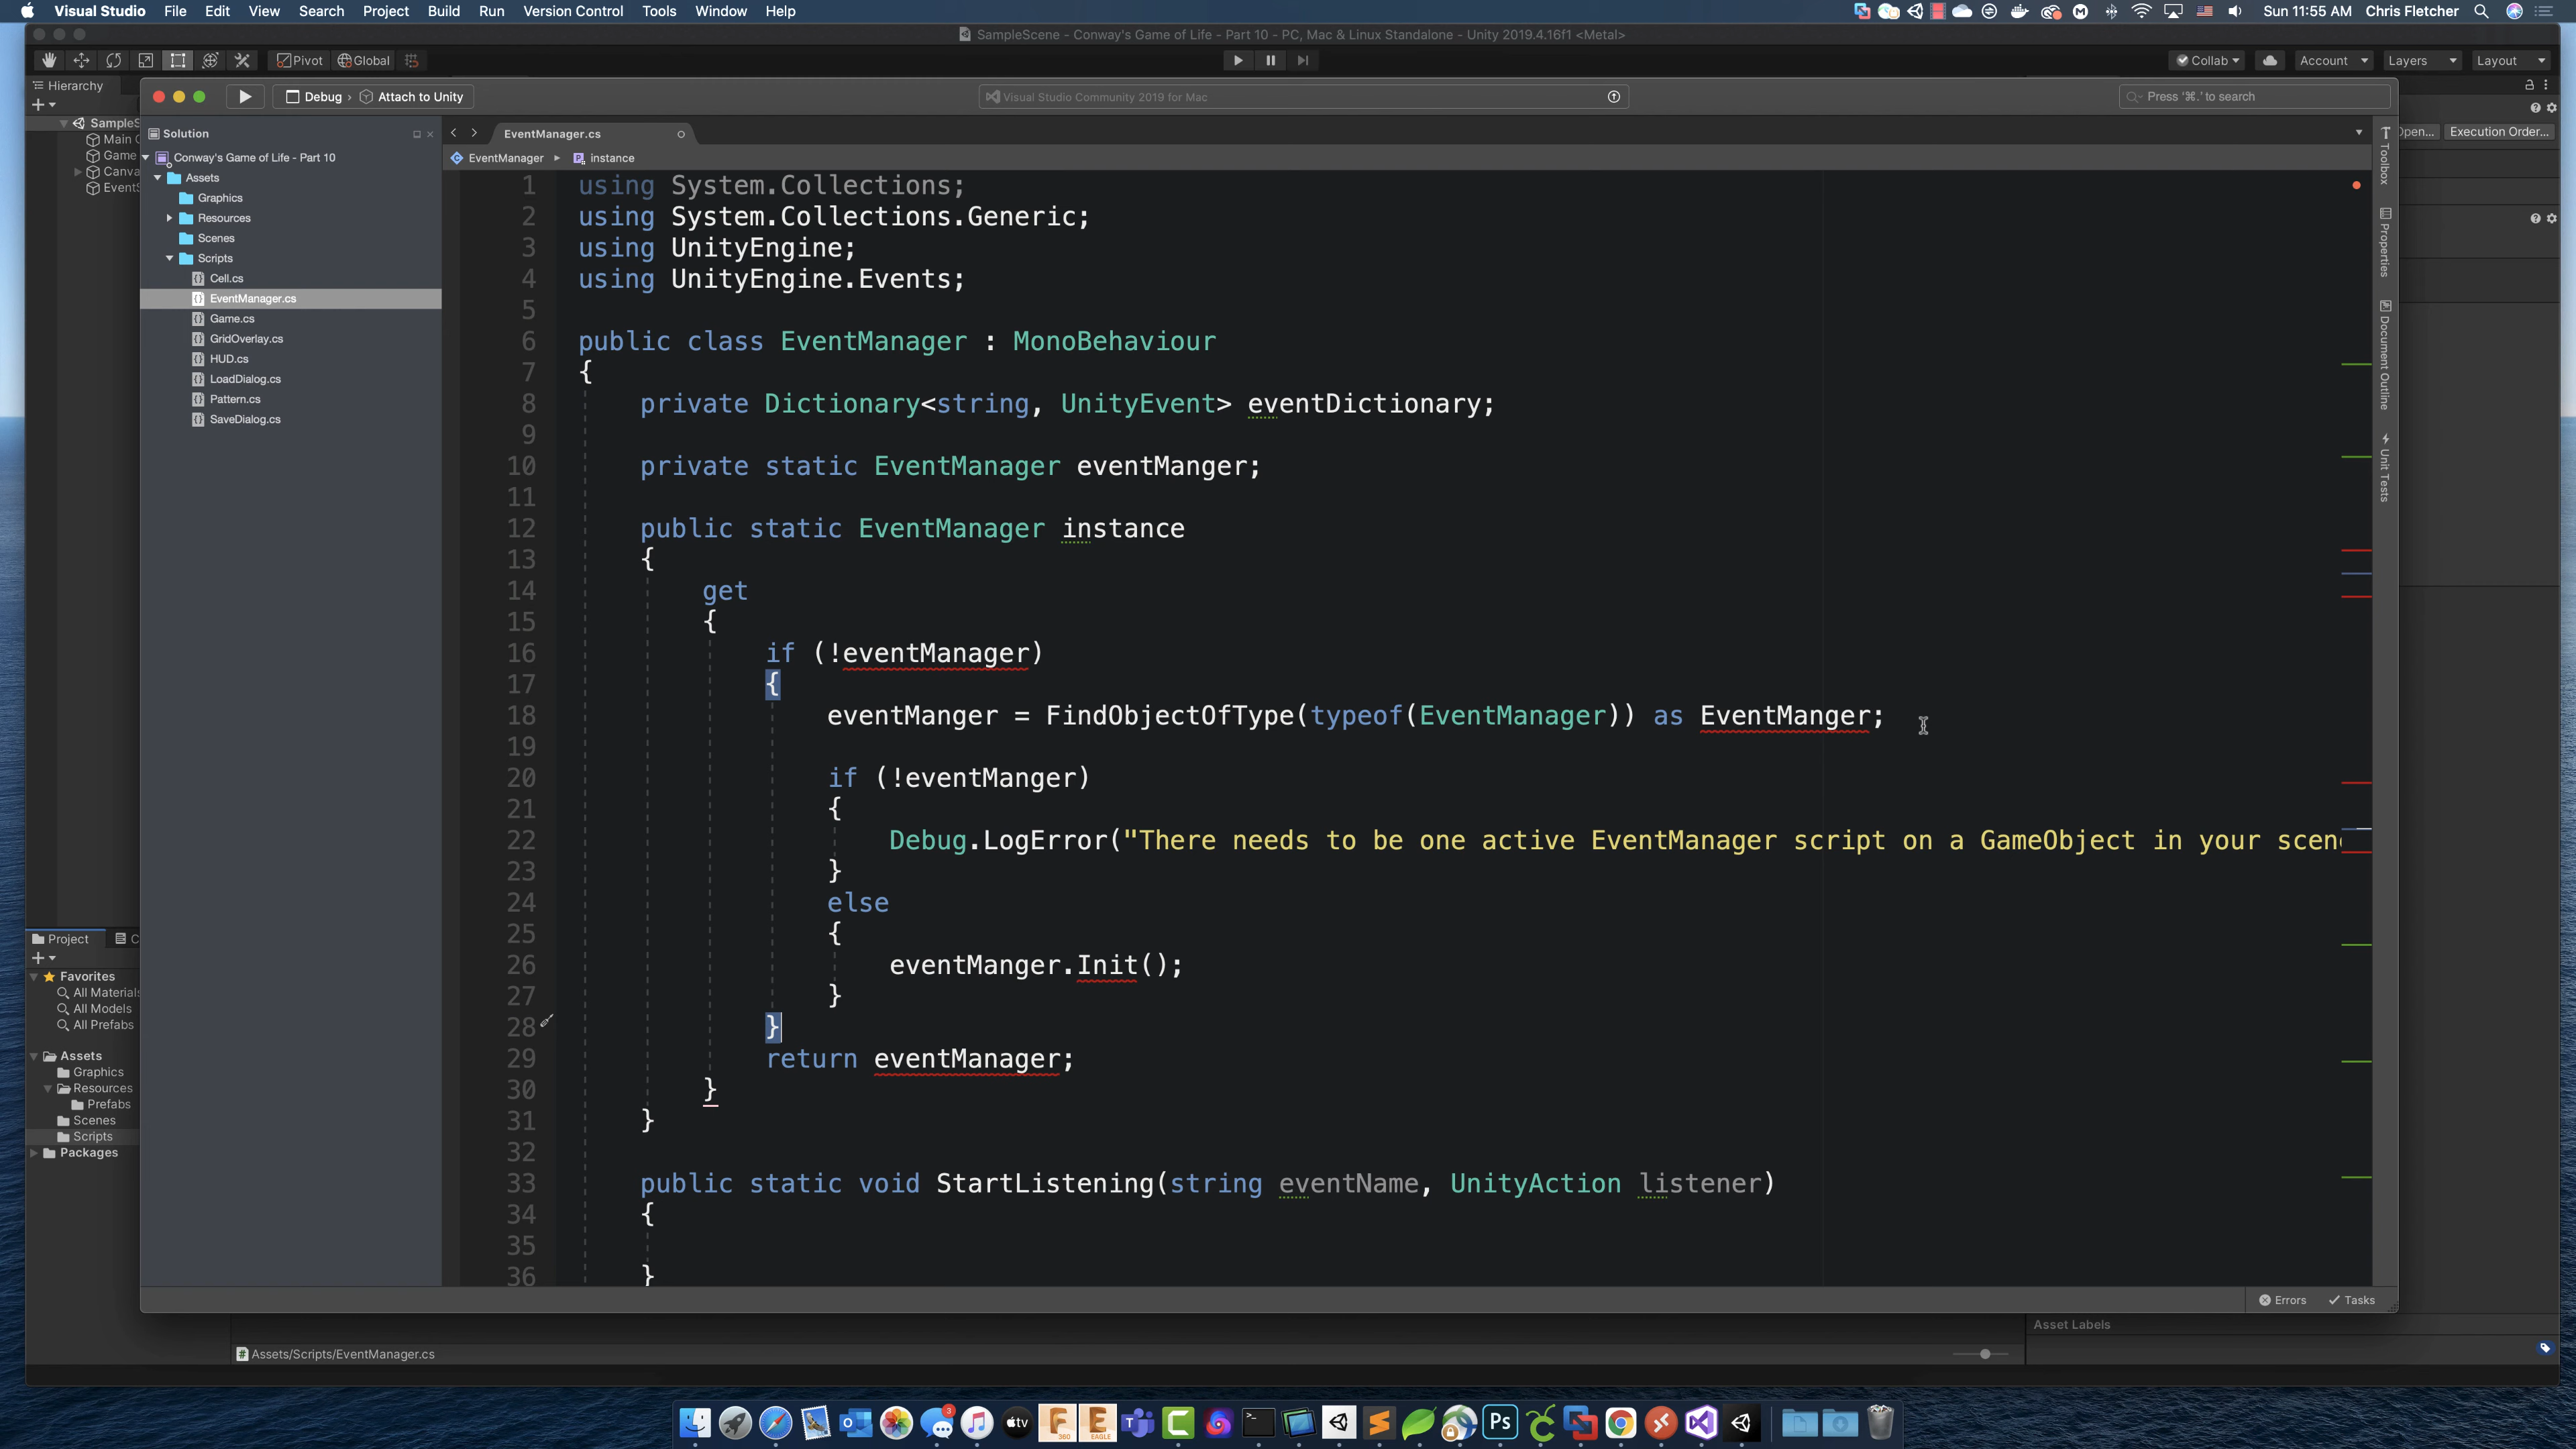 Visual Studio File Edit View Search Project Build Run Version Control Tools Window Help
Sun 11:55 AM Chris Fletcher
SampleScene - Conway's Game of Life - Part 10 - PC, Mac & Linux Standalone - Unity 2019.4.16f1 <Metal>
Pivot Global Collab Account Layers Layout
Hierarchy
Debug › Attach to Unity Visual Studio Community 2019 for Mac Press '⌘.' to search
SampleS
Main C
Game
Canva
EventS
Execution Order...
Solution
Conway's Game of Life - Part 10
Assets
Graphics
Resources
Scenes
Scripts
Cell.cs
EventManager.cs
Game.cs
GridOverlay.cs
HUD.cs
LoadDialog.cs
Pattern.cs
SaveDialog.cs
EventManager.cs
EventManager instance
1 using System.Collections;
2 using System.Collections.Generic;
3 using UnityEngine;
4 using UnityEngine.Events;
5
6 public class EventManager : MonoBehaviour
7 {
8 private Dictionary<string, UnityEvent> eventDictionary;
9
10 private static EventManager eventManger;
11
12 public static EventManager instance
13 {
14 get
15 {
16 if (!eventManager)
17 {
18 eventManger = FindObjectOfType(typeof(EventManager)) as EventManger;
19
20 if (!eventManger)
21 {
22 Debug.LogError("There needs to be one active EventManager script on a GameObject in your scen
23 }
24 else
25 {
26 eventManger.Init();
27 }
28 }
29 return eventManager;
30 }
31 }
32
33 public static void StartListening(string eventName, UnityAction listener)
34 {
35
36 }
Toolbox
Properties
Document Outline
Unit Tests
Errors Tasks
Project C
Favorites
All Materials
All Models
All Prefabs
Assets
Graphics
Resources
Prefabs
Scenes
Scripts
Packages
Assets/Scripts/EventManager.cs
Asset Labels
3
tv
F
360
E
EAGLE
T
C
Ps